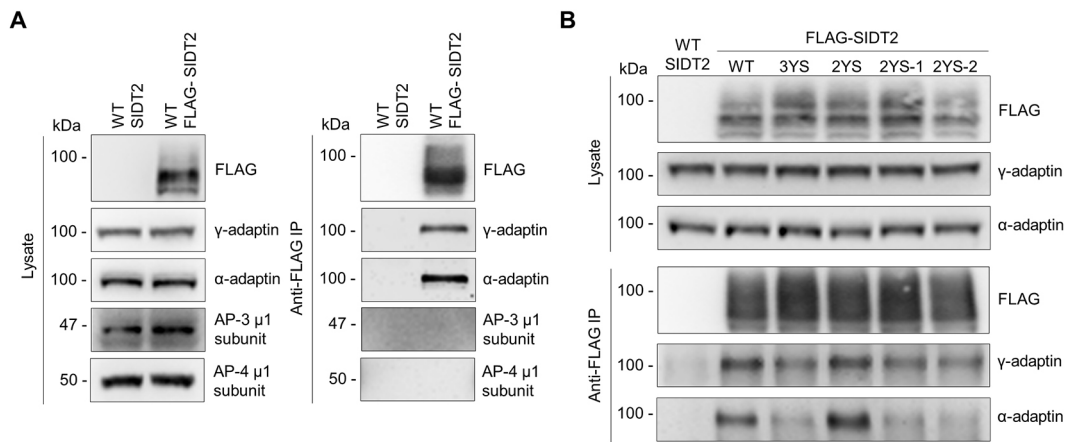 A
B
WT
SIDT2
WT
FLAG- SIDT2
WT
SIDT2
WT
FLAG- SIDT2
kDa
100 -
FLAG
100 -
γ-adaptin
100 -
α-adaptin
47 -
AP-3 μ1
subunit
50 -
AP-4 μ1
subunit
Lysate
kDa
100 -
FLAG
100 -
γ-adaptin
100 -
α-adaptin
47 -
AP-3 μ1
subunit
50 -
AP-4 μ1
subunit
Anti-FLAG IP
FLAG-SIDT2
WT
SIDT2
kDa
WT
3YS
2YS
2YS-1
2YS-2
100 -
FLAG
100 -
γ-adaptin
100 -
α-adaptin
Lysate
100 -
FLAG
100 -
γ-adaptin
100 -
α-adaptin
Anti-FLAG IP